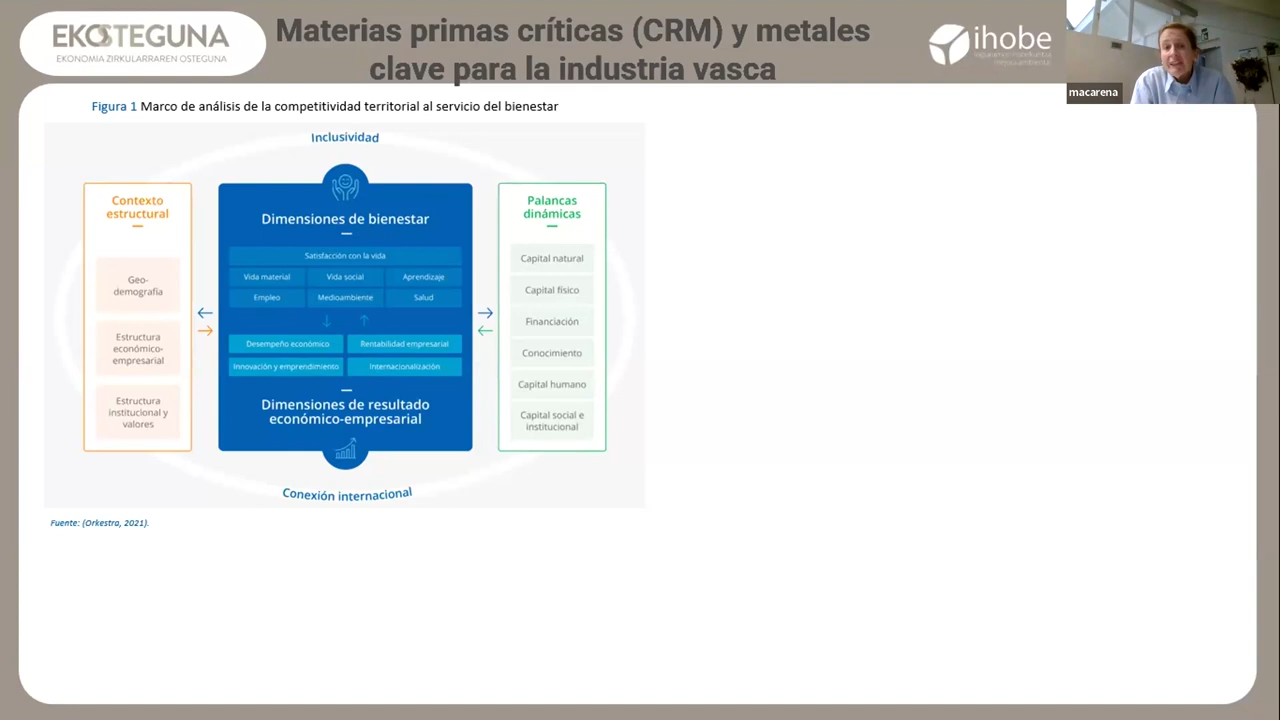 EKOSTEGUNA
EKONOMIA ZIRKULARRAREN OSTEGUNA
Materias primas críticas (CRM) y metales
clave para la industria vasca
ihobe
macarena
Figura 1 Marco de análisis de la competitividad territorial al servicio del bienestar
Inclusividad
Contexto
estructural
Geo-
demografía
Estructura
económico-
empresarial
Estructura
institucional y
valores
Dimensiones de bienestar
Satisfacción con la vida
Vida material
Vida social
Aprendizaje
Empleo
Medioambiente
Salud
Desempeño económico
Rentabilidad empresarial
Innovación y emprendimiento
Internacionalización
Dimensiones de resultado
económico-empresarial
Palancas
dinámicas
Capital natural
Capital físico
Financiación
Conocimiento
Capital humano
Capital social e
institucional
Conexión internacional
Fuente: (Orkestra, 2021).